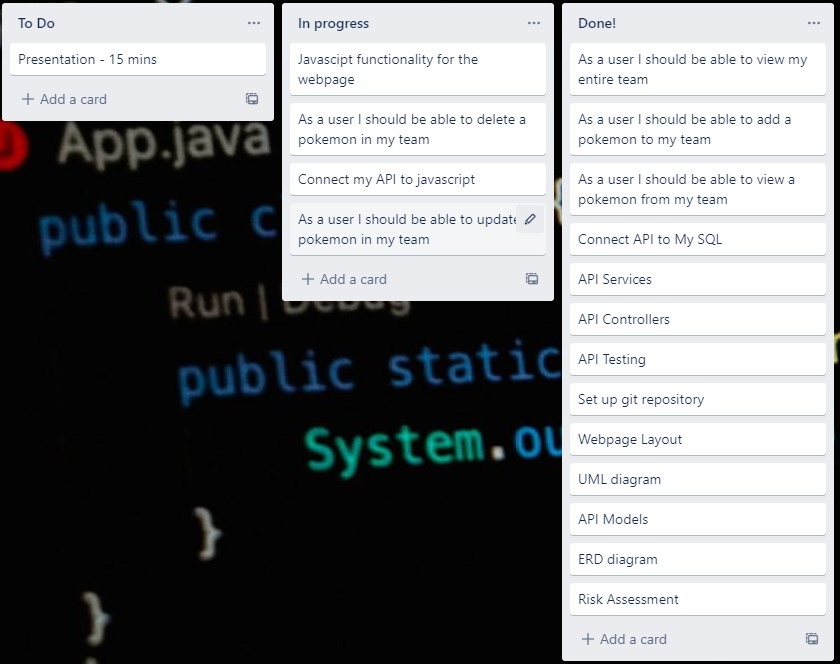 To Do
Presentation - 15 mins
Add a card
In progress
Javascipt functionality for the
webpage
As a user I should be able to delete a
pokemon in my team
Connect my API to javascript
As a user I should be able to update
pokemon in my team
Add a card
Done!
As a user I should be able to view my
entire team
As a user I should be able to add a
pokemon to my team
As a user I should be able to view a
pokemon from my team
Connect API to My SQL
API Services
API Controllers
API Testing
Set up git repository
Webpage Layout
UML diagram
API Models
ERD diagram
Risk Assessment
Add a card
App.java
public c
Run | Debug
public static
System.ou
}
}